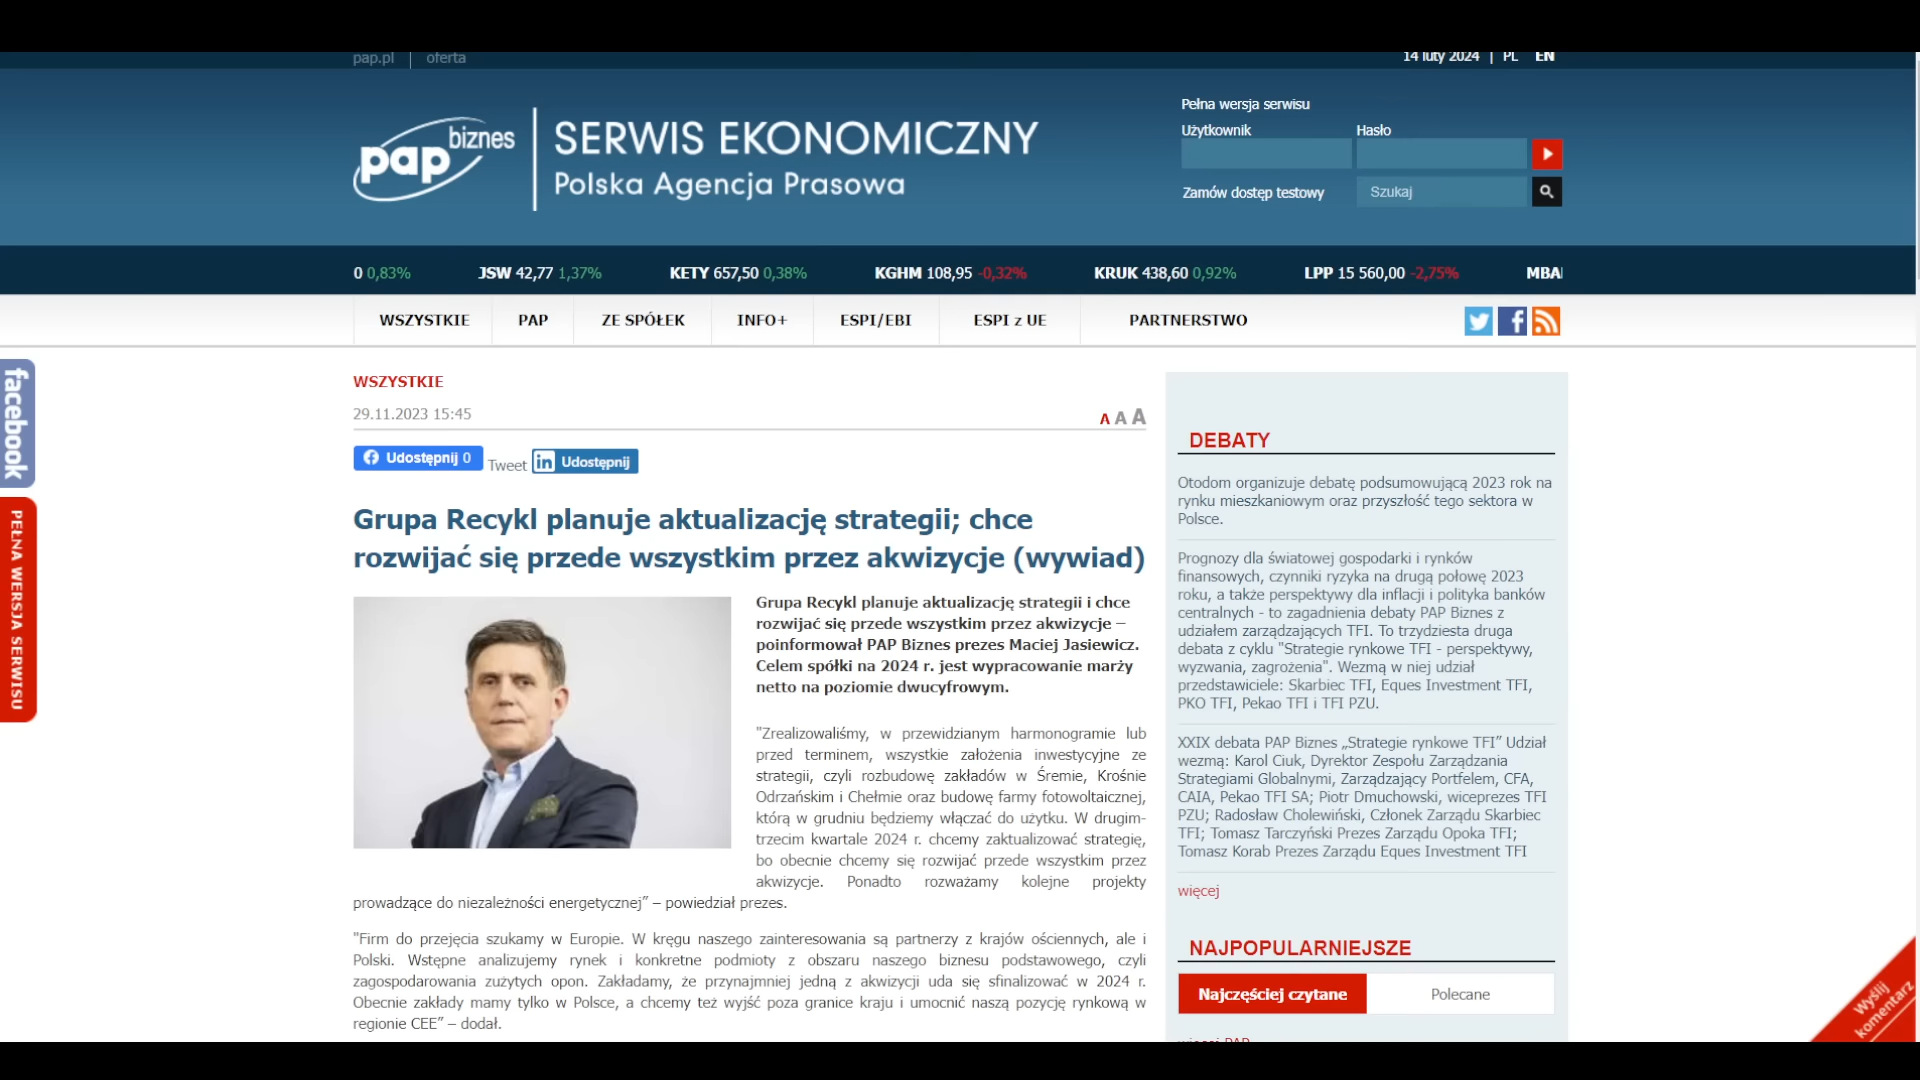 pap.pl | oferta
14 luty 2024 | PL EN
pap biznes
SERWIS EKONOMICZNY
Polska Agencja Prasowa
Pełna wersja serwisu
Użytkownik Hasło
Zamów dostęp testowy Szukaj
0 0,83% JSW 42,77 1,37% KETY 657,50 0,38% KGHM 108,95 -0,32% KRUK 438,60 0,92% LPP 15 560,00 -2,75% MBA
WSZYSTKIE PAP ZE SPÓŁEK INFO+ ESPI/EBI ESPI z UE PARTNERSTWO
facebook
PEŁNA WERSJA SERWISU
WSZYSTKIE
29.11.2023 15:45
A A A
Udostępnij 0 Tweet in Udostępnij
Grupa Recykl planuje aktualizację strategii; chce
rozwijać się przede wszystkim przez akwizycje (wywiad)
Grupa Recykl planuje aktualizację strategii i chce
rozwijać się przede wszystkim przez akwizycje –
poinformował PAP Biznes prezes Maciej Jasiewicz.
Celem spółki na 2024 r. jest wypracowanie marży
netto na poziomie dwucyfrowym.
"Zrealizowaliśmy, w przewidzianym harmonogramie lub
przed terminem, wszystkie założenia inwestycyjne ze
strategii, czyli rozbudowę zakładów w Śremie, Krośnie
Odrzańskim i Chełmie oraz budowę farmy fotowoltaicznej,
którą w grudniu będziemy włączać do użytku. W drugim-
trzecim kwartale 2024 r. chcemy zaktualizować strategię,
bo obecnie chcemy się rozwijać przede wszystkim przez
akwizycje. Ponadto rozważamy kolejne projekty
prowadzące do niezależności energetycznej” – powiedział prezes.
"Firm do przejęcia szukamy w Europie. W kręgu naszego zainteresowania są partnerzy z krajów ościennych, ale i
Polski. Wstępne analizujemy rynek i konkretne podmioty z obszaru naszego biznesu podstawowego, czyli
zagospodarowania zużytych opon. Zakładamy, że przynajmniej jedną z akwizycji uda się sfinalizować w 2024 r.
Obecnie zakłady mamy tylko w Polsce, a chcemy też wyjść poza granice kraju i umocnić naszą pozycję rynkową w
regionie CEE” – dodał.
DEBATY
Otodom organizuje debatę podsumowującą 2023 rok na
rynku mieszkaniowym oraz przyszłość tego sektora w
Polsce.
Prognozy dla światowej gospodarki i rynków
finansowych, czynniki ryzyka na drugą połowę 2023
roku, a także perspektywy dla inflacji i polityka banków
centralnych - to zagadnienia debaty PAP Biznes z
udziałem zarządzających TFI. To trzydziesta druga
debata z cyklu "Strategie rynkowe TFI - perspektywy,
wyzwania, zagrożenia". Wezmą w niej udział
przedstawiciele: Skarbiec TFI, Eques Investment TFI,
PKO TFI, Pekao TFI i TFI PZU.
XXIX debata PAP Biznes „Strategie rynkowe TFI” Udział
wezmą: Karol Ciuk, Dyrektor Zespołu Zarządzania
Strategiami Globalnymi, Zarządzający Portfelem, CFA,
CAIA, Pekao TFI SA; Piotr Dmuchowski, wiceprezes TFI
PZU; Radosław Cholewiński, Członek Zarządu Skarbiec
TFI; Tomasz Tarczyński Prezes Zarządu Opoka TFI;
Tomasz Korab Prezes Zarządu Eques Investment TFI
więcej
NAJPOPULARNIEJSZE
Najczęściej czytane Polecane
więcej PAP
Wyślij
komentarz